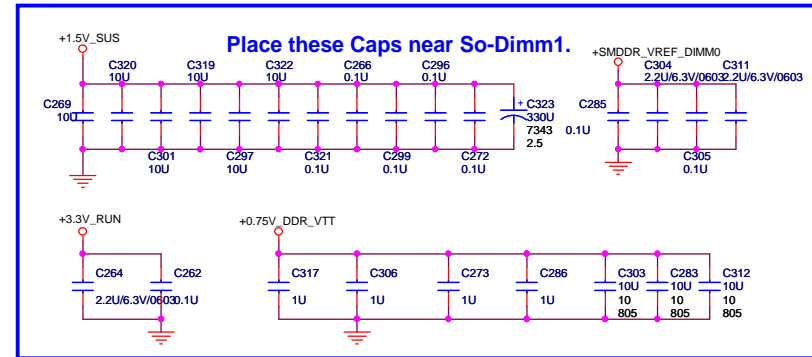 Place these Caps near So-Dimm1.
+1.5V_SUS
C320
10U
C319
10U
C322
10U
C266
0.1U
C296
0.1U
C269
10U
C323
330U
7343
2.5
+
C301
10U
C297
10U
C321
0.1U
C299
0.1U
C272
0.1U
+SMDDR_VREF_DIMM0
C304
2.2U/6.3V/0603
C311
2.2U/6.3V/0603
C285
0.1U
C305
0.1U
+3.3V_RUN
C264
2.2U/6.3V/0603
C262
0.1U
+0.75V_DDR_VTT
C317
1U
C306
1U
C273
1U
C286
1U
C303
10U
10
805
C283
10U
10
805
C312
10U
10
805